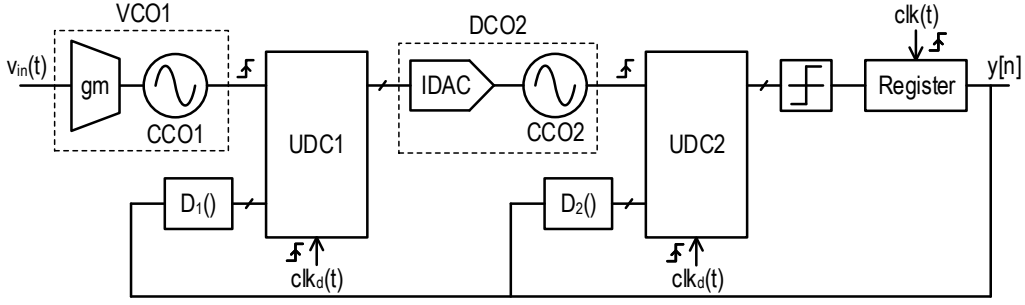 VCO1
DCO2
clk(t)
vin(t)
gm
CCO1
UDC1
IDAC
CCO2
UDC2
Register
y[n]
D1()
D2()
clkd(t)
clkd(t)